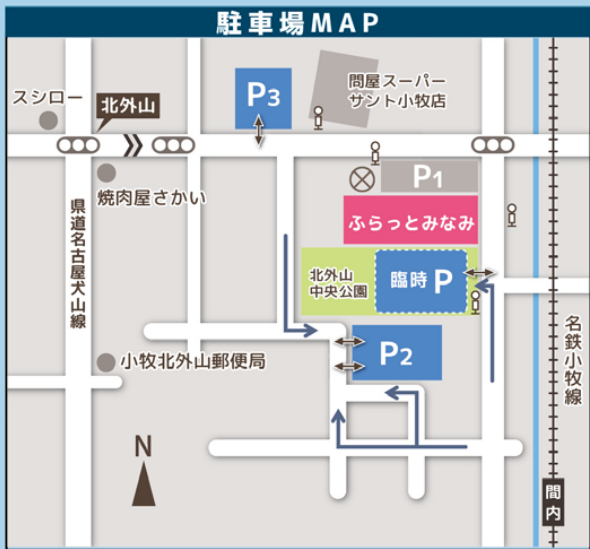 駐車場MAP
スシロー
北外山
P3
問屋スーパー
サント小牧店
焼肉屋さかい
P1
ふらっとみなみ
県道名古屋犬山線
北外山
中央公園
臨時 P
小牧北外山郵便局
P2
名鉄小牧線
N
間内